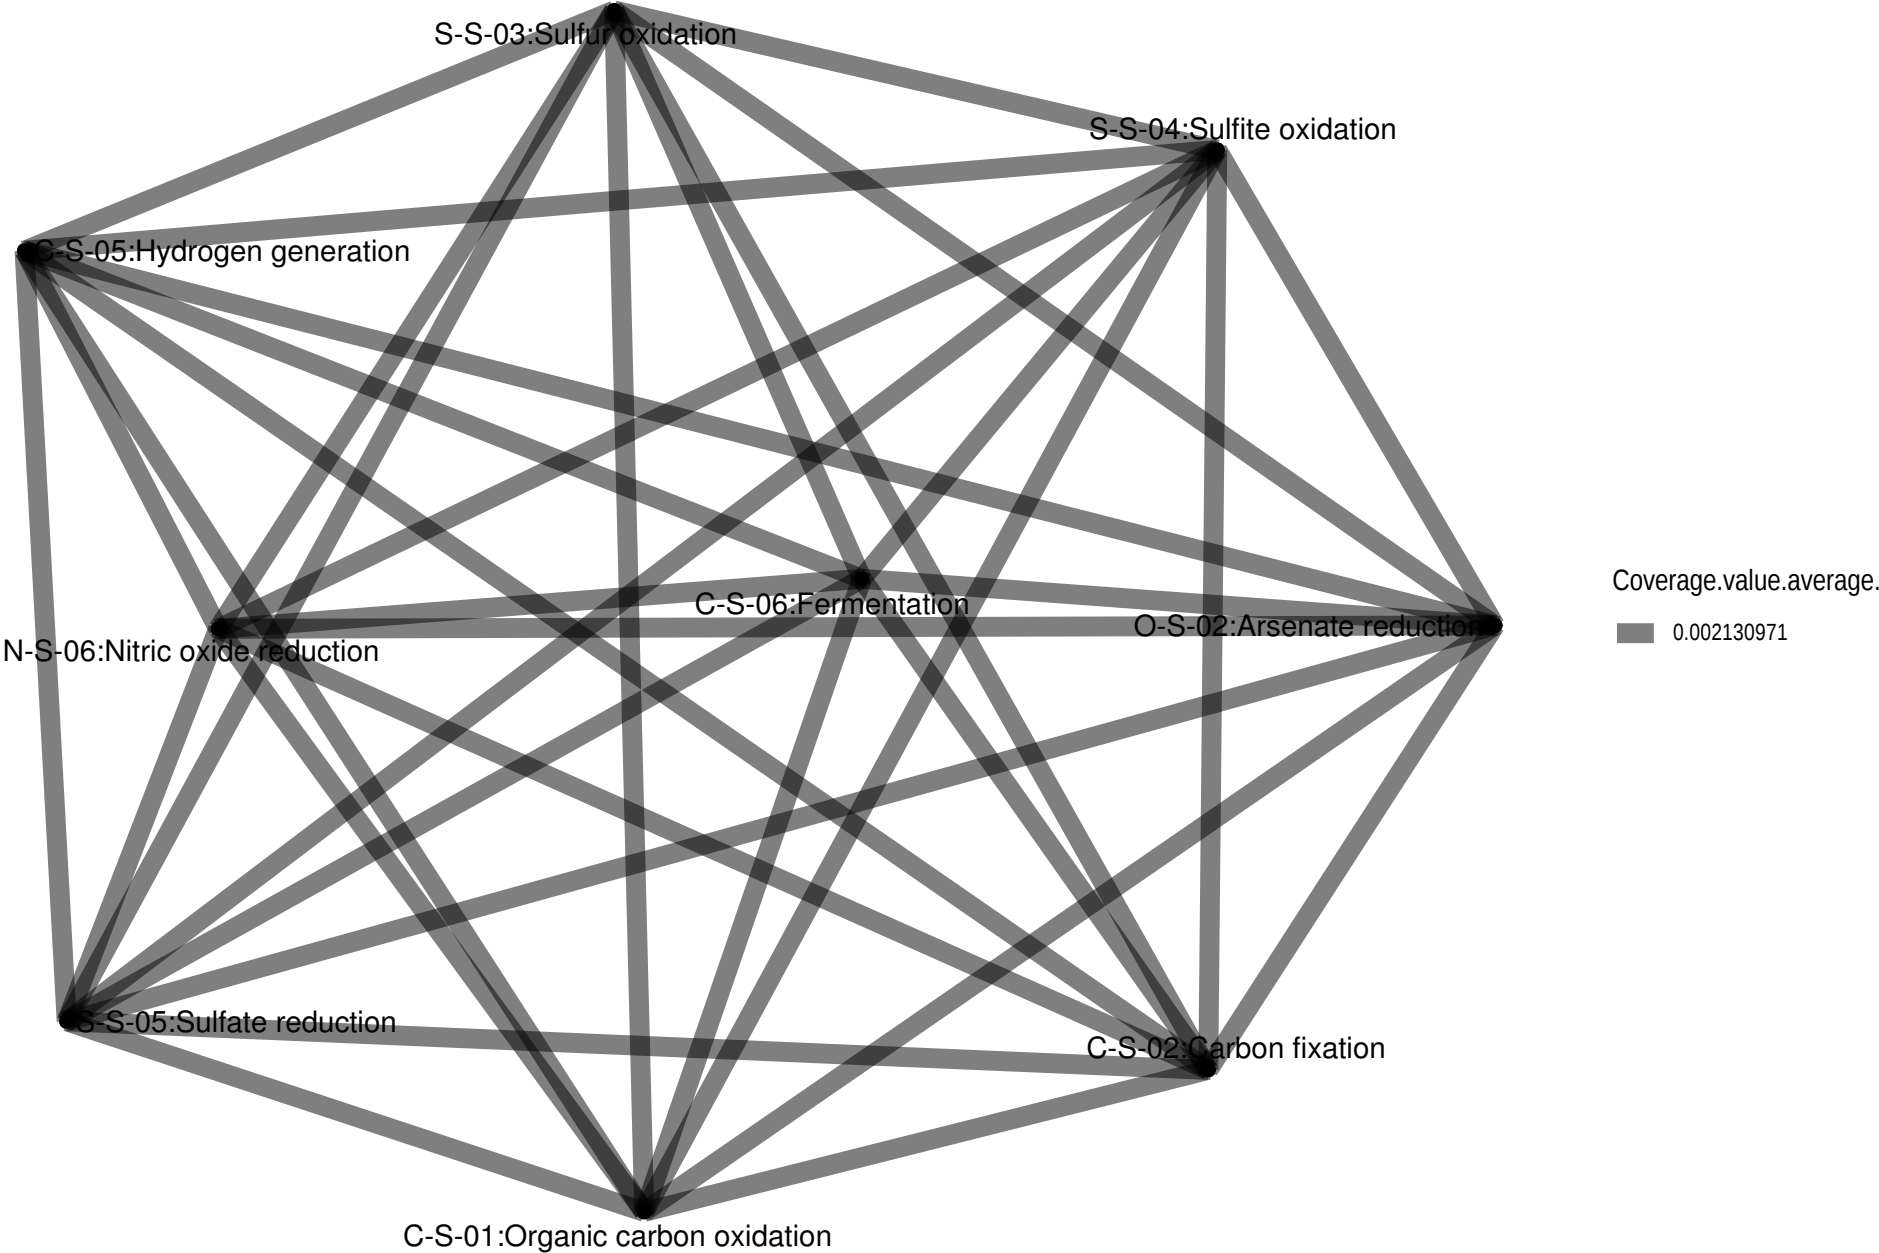 S-S-03:Sulfur oxidation
S-S-04:Sulfite oxidation
C-S-05:Hydrogen generation
Coverage.value.average.
C-S-06:Fermentation
O-S-02:Arsenate reduction
0.002130971
N-S-06:Nitric oxide reduction
S-S-05:Sulfate reduction
C-S-02:Carbon fixation
C-S-01:Organic carbon oxidation